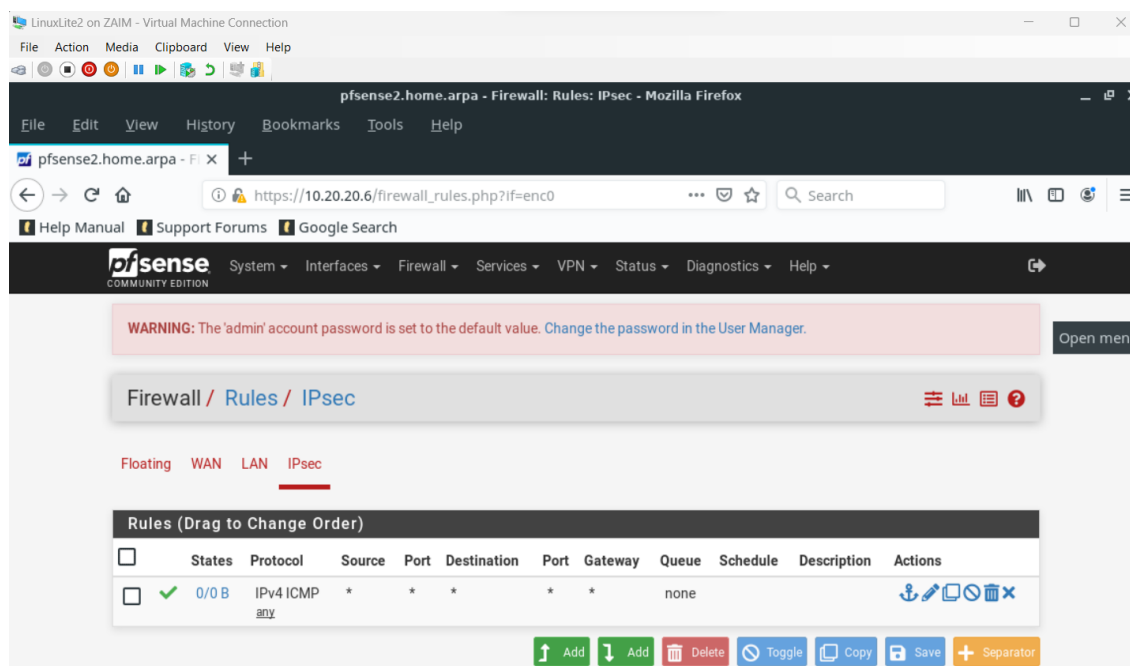 LinuxLite2 on ZAIM - Virtual Machine Connection
File Action Media Clipboard View Help
pfsense2.home.arpa - Firewall: Rules: IPsec - Mozilla Firefox
File Edit View History Bookmarks Tools Help
pfsense2.home.arpa - F
https://10.20.20.6/firewall_rules.php?if=enc0
Search
Help Manual Support Forums Google Search
pfsense
COMMUNITY EDITION
System Interfaces Firewall Services VPN Status Diagnostics Help
WARNING: The 'admin' account password is set to the default value. Change the password in the User Manager.
Open men
Firewall / Rules / IPsec
Floating WAN LAN IPsec
Rules (Drag to Change Order)
States Protocol Source Port Destination Port Gateway Queue Schedule Description Actions
0/0 B IPv4 ICMP * * * * * none
any
Add Add Delete Toggle Copy Save Separator